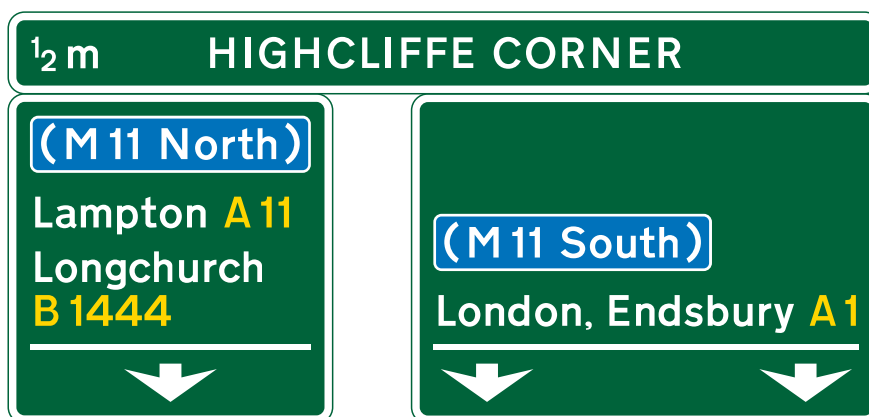 ½ m HIGHCLIFFE CORNER
(M 11 North)
Lampton A 11
Longchurch
B 1444
(M 11 South)
London, Endsbury A 1